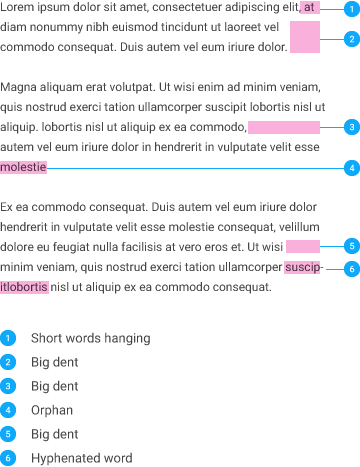 Lorem ipsum dolor sit amet, consectetuer adipiscing elit, at 1
diam nonummy nibh euismod tincidunt ut laoreet vel
commodo consequat. Duis autem vel eum iriure dolor. 2
Magna aliquam erat volutpat. Ut wisi enim ad minim veniam,
quis nostrud exerci tation ullamcorper suscipit lobortis nisl ut
aliquip. lobortis nisl ut aliquip ex ea commodo, 3
autem vel eum iriure dolor in hendrerit in vulputate velit esse
molestie 4
Ex ea commodo consequat. Duis autem vel eum iriure dolor
hendrerit in vulputate velit esse molestie consequat, velillum
dolore eu feugiat nulla facilisis at vero eros et. Ut wisi 5
minim veniam, quis nostrud exerci tation ullamcorper suscip- 6
itlobortis nisl ut aliquip ex ea commodo consequat.
1 Short words hanging
2 Big dent
3 Big dent
4 Orphan
5 Big dent
6 Hyphenated word